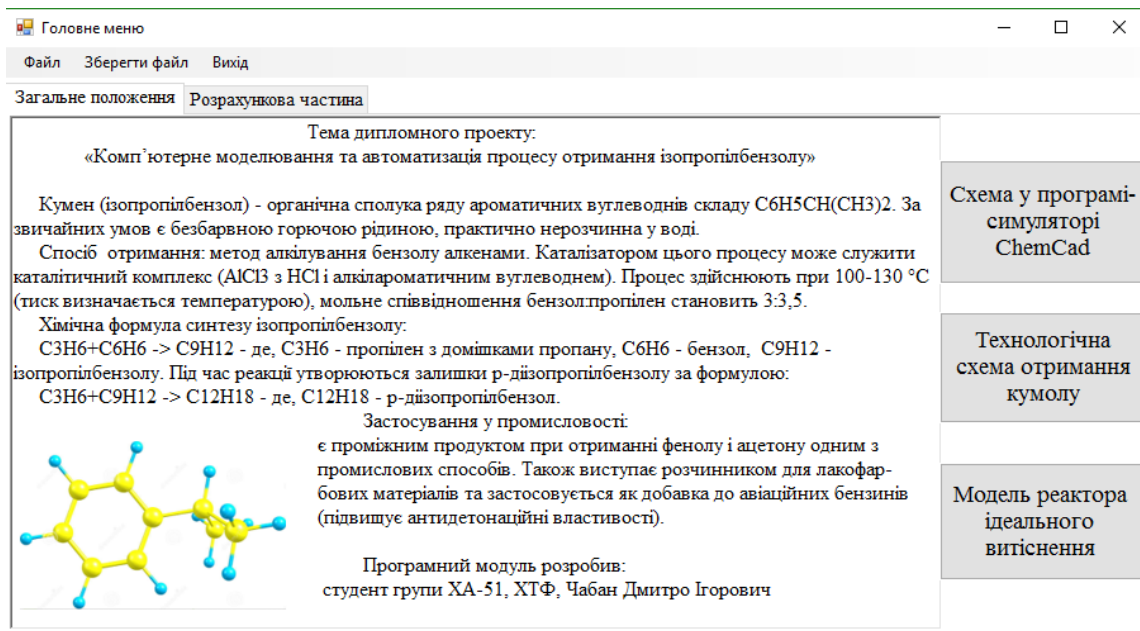 Головне меню
Файл Зберегти файл Вихід
Загальне положення Розрахункова частина
Тема дипломного проекту:
«Комп’ютерне моделювання та автоматизація процесу отримання ізопропілбензолу»
Кумен (ізопропілбензол) - органічна сполука ряду ароматичних вуглеводнів складу C6H5CH(CH3)2. За
звичайних умов є безбарвною горючою рідиною, практично нерозчинна у воді.
Спосіб отримання: метод алкілування бензолу алкенами. Каталізатором цього процесу може служити
каталітичний комплекс (AlCl3 з HCl і алкілароматичним вуглеводнем). Процес здійснюють при 100-130 °C
(тиск визначається температурою), мольне співвідношення бензол:пропілен становить 3:3,5.
Хімічна формула синтезу ізопропілбензолу:
C3H6+C6H6 -> C9H12 - де, C3H6 - пропілен з домішками пропану, C6H6 - бензол, C9H12 -
ізопропілбензолу. Під час реакції утворюються залишки р-діізопропілбензолу за формулою:
C3H6+C9H12 -> C12H18 - де, C12H18 - р-діізопропілбензол.
Застосування у промисловості:
є проміжним продуктом при отриманні фенолу і ацетону одним з
промислових способів. Також виступає розчинником для лакофар-
бових матеріалів та застосовується як добавка до авіаційних бензинів
(підвищує антидетонаційні властивості).
Програмний модуль розробив:
студент групи ХА-51, ХТФ, Чабан Дмитро Ігорович
Схема у програмі-
симуляторі
ChemCad
Технологічна
схема отримання
кумолу
Модель реактора
ідеального
витіснення